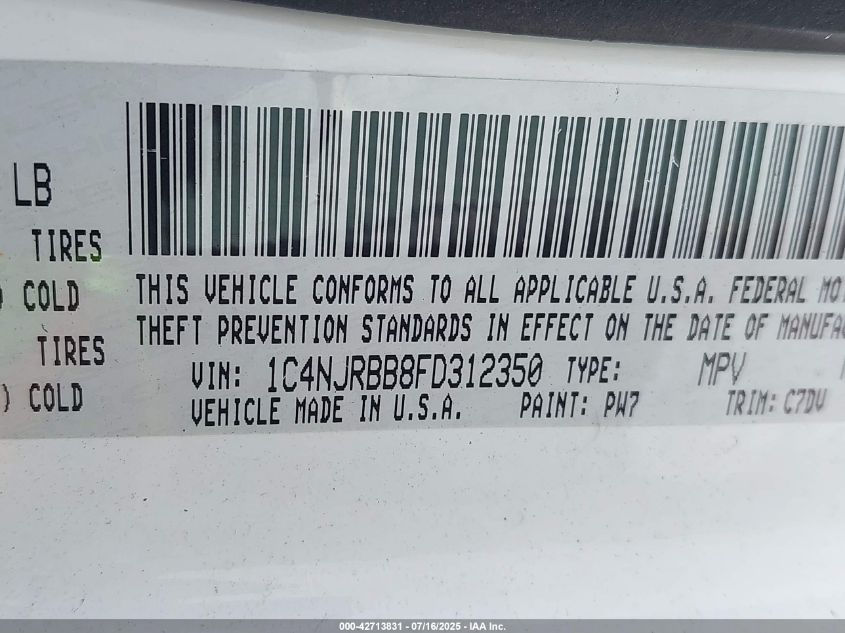 LB
TIRES
) COLD
TIRES
) COLD
THIS VEHICLE CONFORMS TO ALL APPLICABLE U.S.A. FEDERAL MO
THEFT PREVENTION STANDARDS IN EFFECT ON THE DATE OF MANUFA
VIN: 1C4NJRBB8FD312350 TYPE: MPV
VEHICLE MADE IN U.S.A. PAINT: PW7 TRIM: C7DV
000-42713831 - 07/16/2025 - IAA Inc.